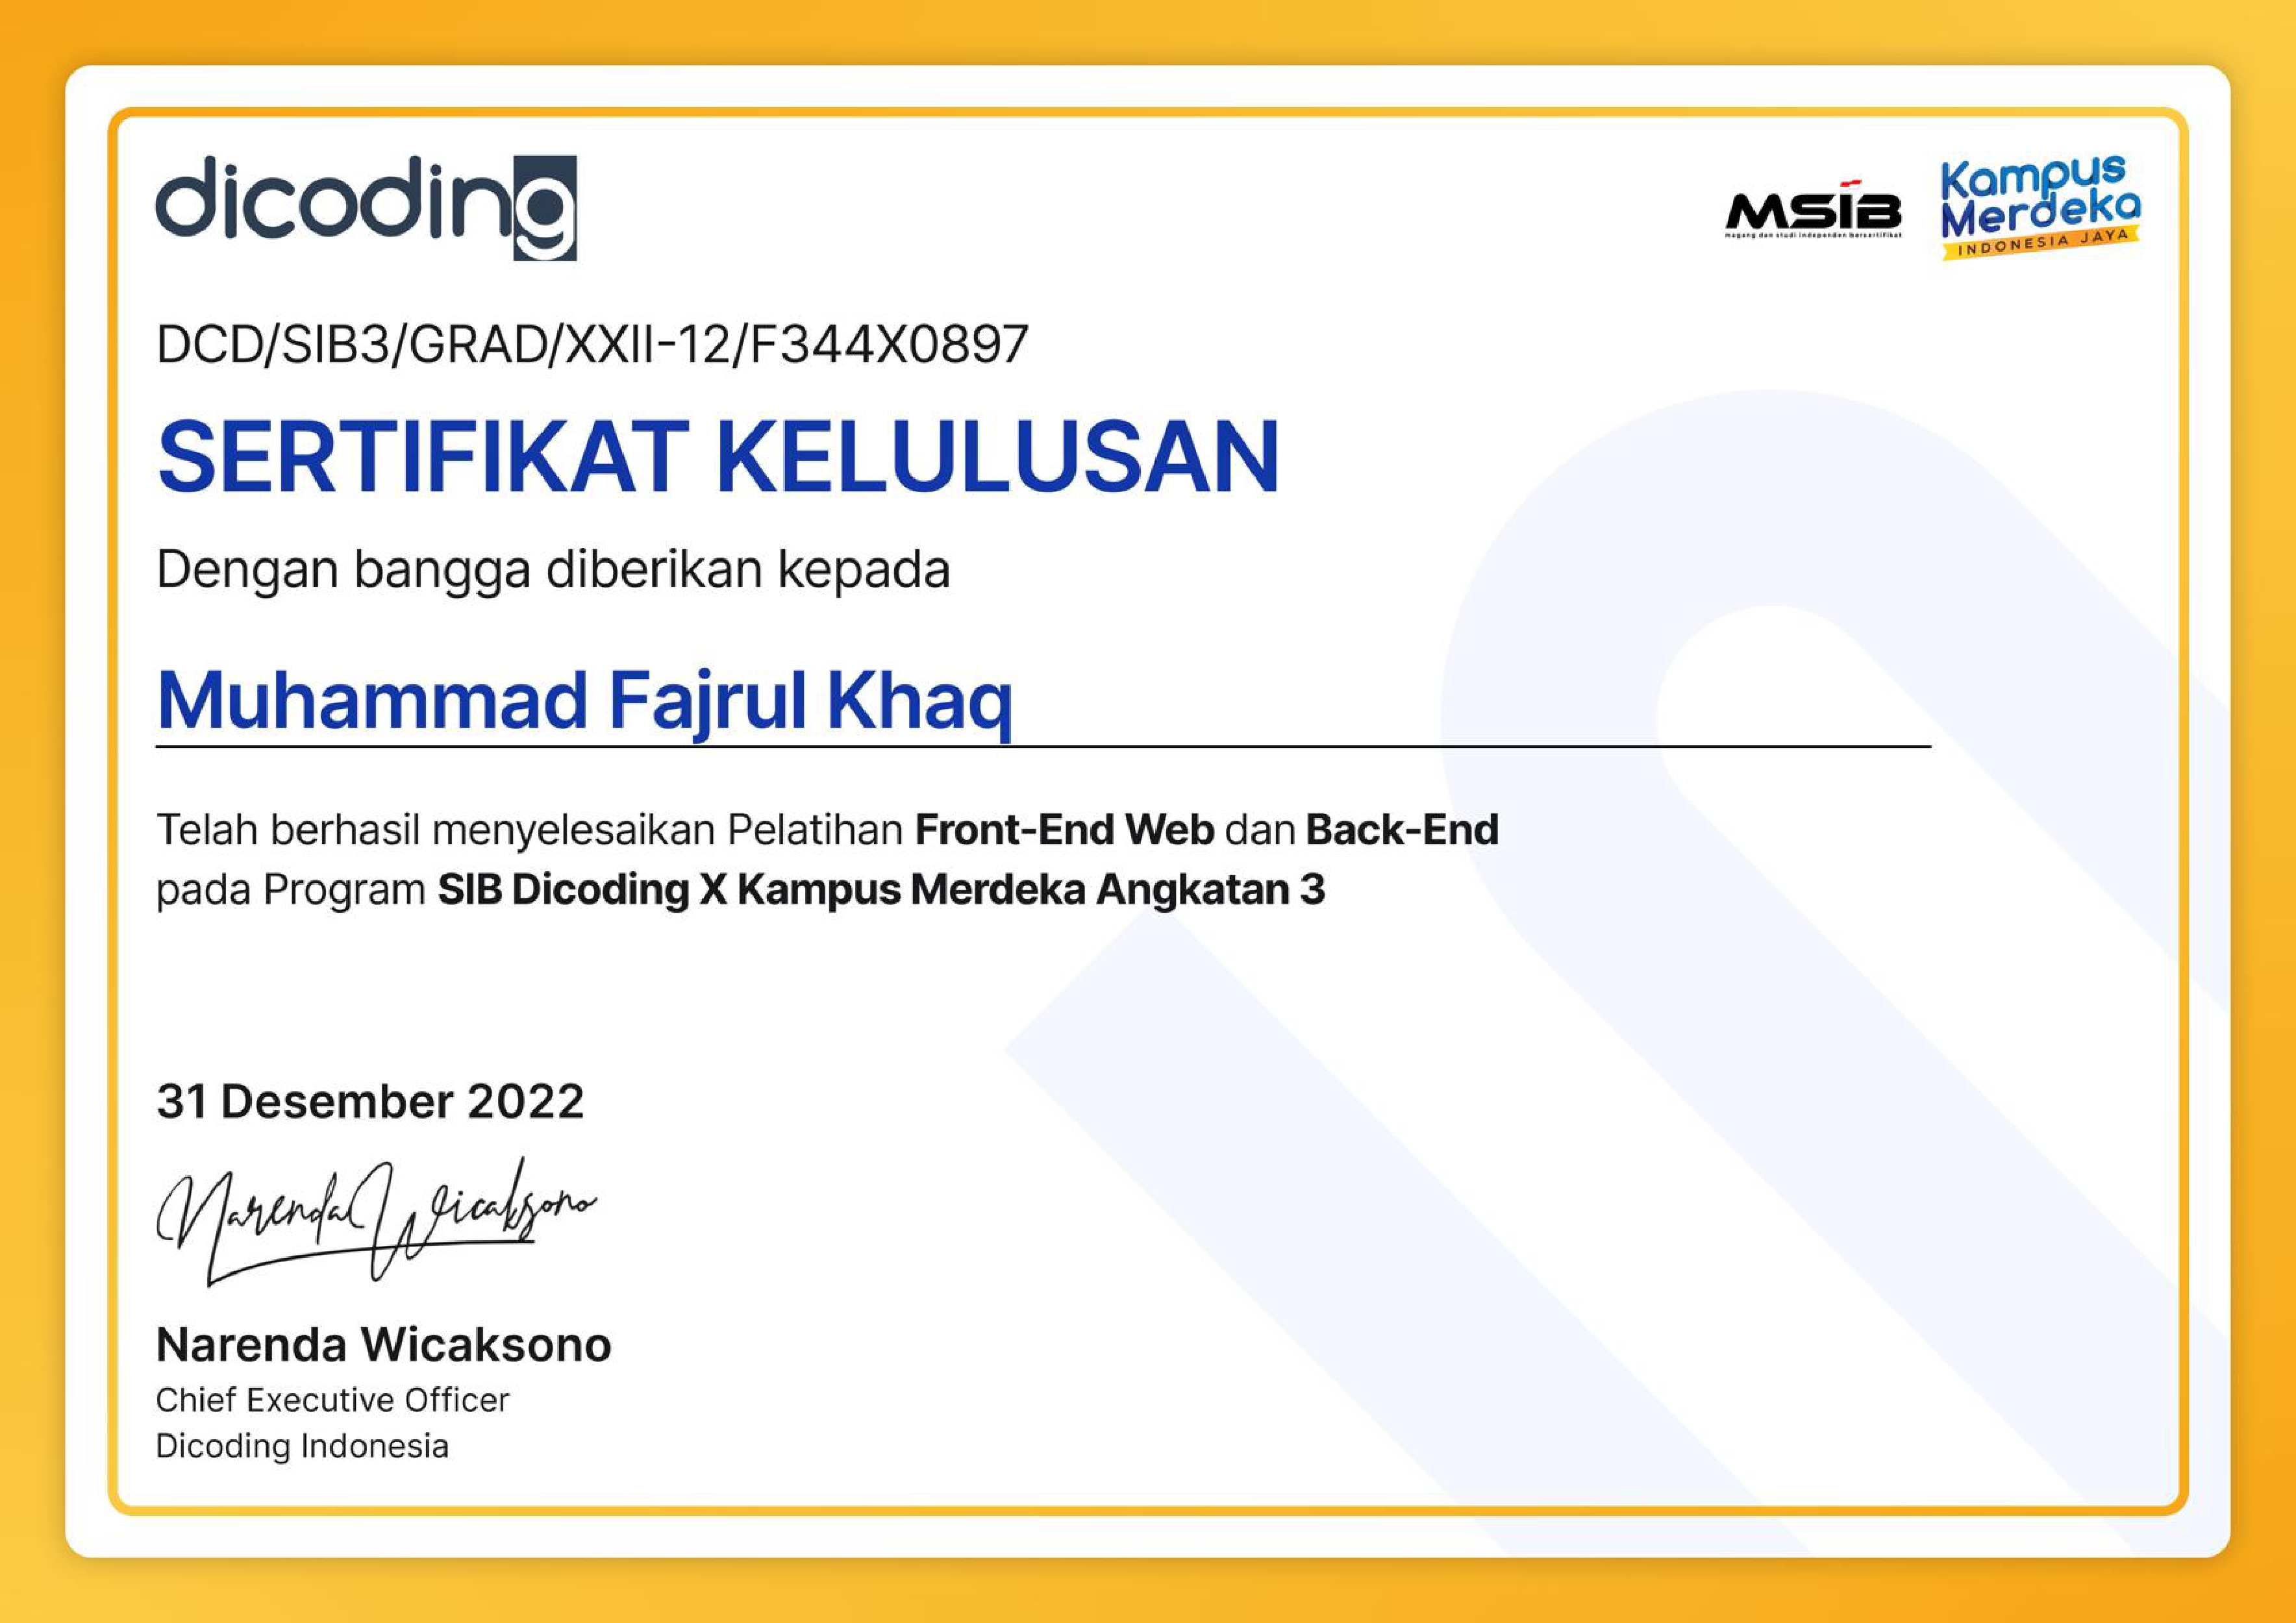 dicoding
MSIB
magang dan studi independen bersertifikat
Kampus
Merdeka
INDONESIA JAYA
DCD/SIB3/GRAD/XXII-12/F344X0897
SERTIFIKAT KELULUSAN
Dengan bangga diberikan kepada
Muhammad Fajrul Khaq
Telah berhasil menyelesaikan Pelatihan Front-End Web dan Back-End
pada Program SIB Dicoding X Kampus Merdeka Angkatan 3
31 Desember 2022
Narenda Wicaksono
Narenda Wicaksono
Chief Executive Officer
Dicoding Indonesia